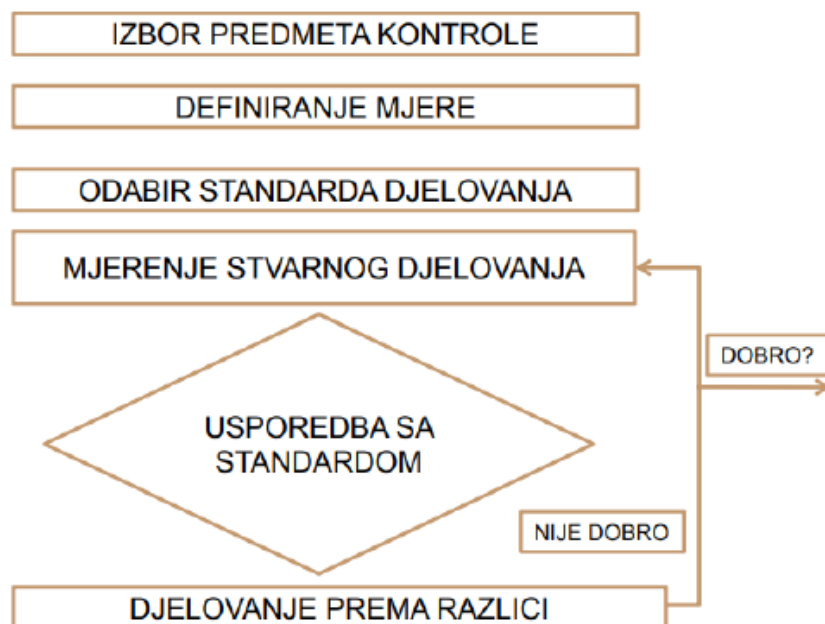 IZBOR PREDMETA KONTROLE
DEFINIRANJE MJERE
ODABIR STANDARDA DJELOVANJA
MJERENJE STVARNOG DJELOVANJA
DOBRO?
USPOREDBA SA
STANDARDOM
NIJE DOBRO
DJELOVANJE PREMA RAZLICI